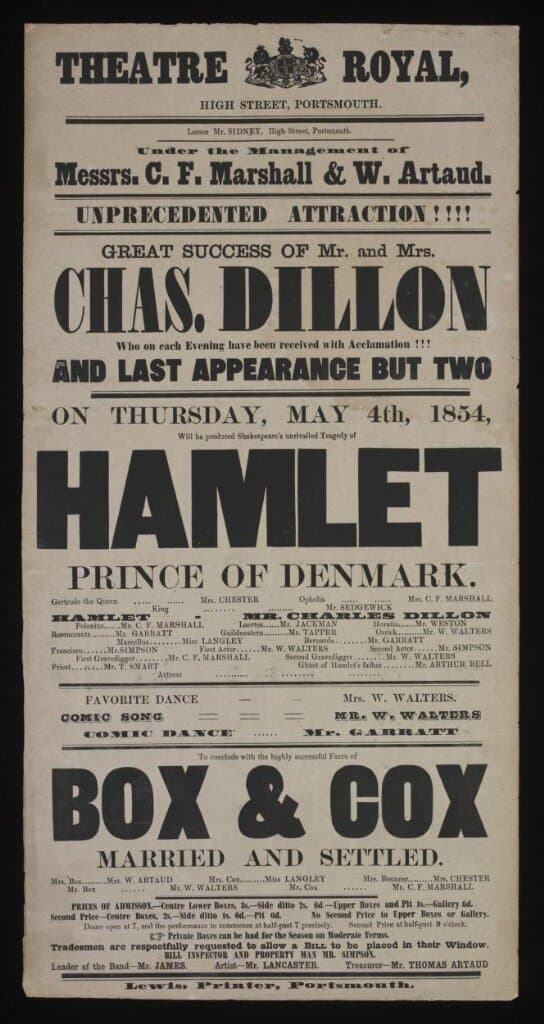 THEATRE ROYAL,
HIGH STREET, PORTSMOUTH.
Lessee Mr. SIDNEY, High Street, Portsmouth.
Under the Management of
Messrs. C. F. Marshall & W. Artaud.
UNPRECEDENTED ATTRACTION!!!!
GREAT SUCCESS OF Mr. and Mrs.
CHAS. DILLON
Who on each Evening have been received with Acclamation!!!
AND LAST APPEARANCE BUT TWO
ON THURSDAY, MAY 4th, 1854,
Will be produced Shakespeare's unrivalled Tragedy of
HAMLET
PRINCE OF DENMARK.
Gertrude the Queen ..... ...... Mrs. CHESTER Ophelia ...... ...... Mrs. C. F. MARSHALL
King ........ ......... Mr. SEDGEWICK
HAMLET - MR. CHARLES DILLON
Polonius......Mr. C. F. MARSHALL Laertes......Mr. JACKMAN Horatio......Mr. WESTON
Rosencrants........Mr. GARRATT Guildenstern......Mr. TAPPER Osrick......Mr. W. WALTERS
Marcellus........Miss LANGLEY Bernardo......Mr. GARRATT
Francisco......Mr. SIMPSON First Actor......Mr. W. WALTERS Second Actor......Mr. SIMPSON
First Gravedigger........Mr. C. F. MARSHALL Second Gravedigger......Mr. W. WALTERS
Priest......Mr. T. SMART Ghost of Hamlet's father........Mr. ARTHUR BELL
Actress
FAVORITE DANCE - - Mrs. W. WALTERS.
COMIC SONG MR. W. WALTERS
COMIC DANCE ...... Mr. GARRATT
To conclude with the highly successful Farce of
BOX & COX
MARRIED AND SETTLED.
Mrs. Box........Mrs. W. ARTAUD Mrs. Cox........Miss LANGLEY Mrs. Bouncer........Mrs. CHESTER
Mr. Box ...... Mr. W. WALTERS Mr. Cox ...... Mr. C. F. MARSHALL
PRICES OF ADMISSON.—Centre Lower Boxes, 3s.—Side ditto 2s. 6d.—Upper Boxes and Pit 1s.—Gallery 6d.
Second Price—Centre Boxes, 2s.—Side ditto 1s. 6d.—Pit 6d. No Second Price to Upper Boxes or Gallery.
Doors open at 7, and the performance to commence at half-past 7 precisely. Second Price at half-past 9 o'clock.
☞ Private Boxes can be had for the Season on Moderate Terms.
Tradesmen are respectfully requested to allow a BILL to be placed in their Window.
BILL INSPECTOR AND PROPERTY MAN MR. SIMPSON.
Leader of the Band—Mr. JAMES. Artist—Mr. LANCASTER. Treasurer—Mr. THOMAS ARTAUD
Lewis, Printer, Portsmouth.